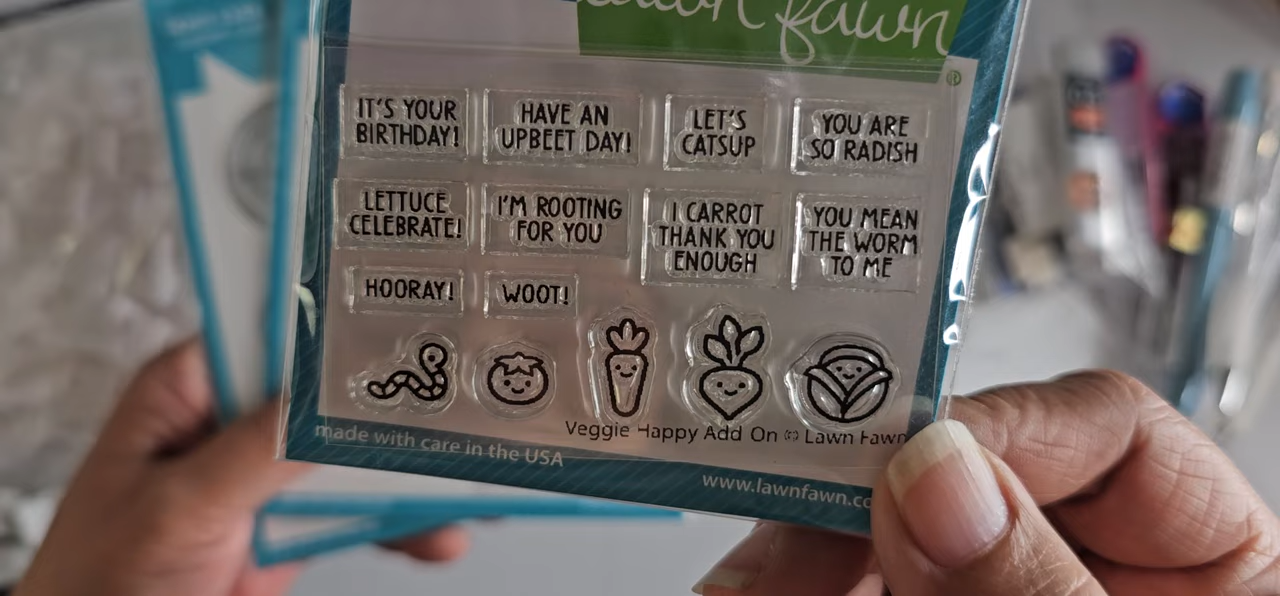 lawn fawn
®
IT'S YOUR
BIRTHDAY!
HAVE AN
UPBEET DAY!
LET'S
CATSUP
YOU ARE
SO RADISH
LETTUCE
CELEBRATE!
I'M ROOTING
FOR YOU
I CARROT
THANK YOU
ENOUGH
YOU MEAN
THE WORM
TO ME
HOORAY!
WOOT!
Veggie Happy Add On © Lawn Fawn
made with care in the USA
www.lawnfawn.co